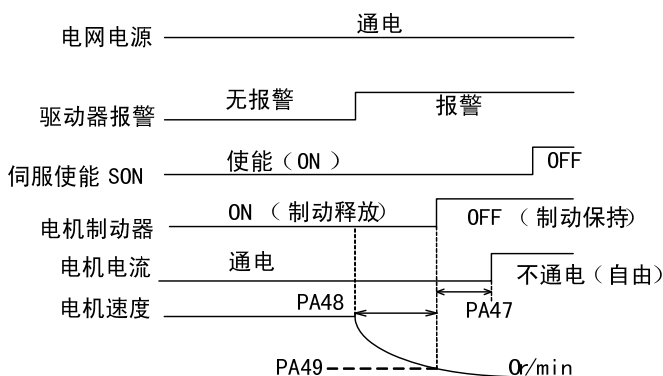 电网电源 通电
驱动器报警 无报警 报警
伺服使能 SON 使能（ON ） OFF
电机制动器 ON （ 制动释放） OFF （ 制动保持）
电机电流 通电 不通电（自由）
电机速度 PA48 PA47
PA49 0r/min